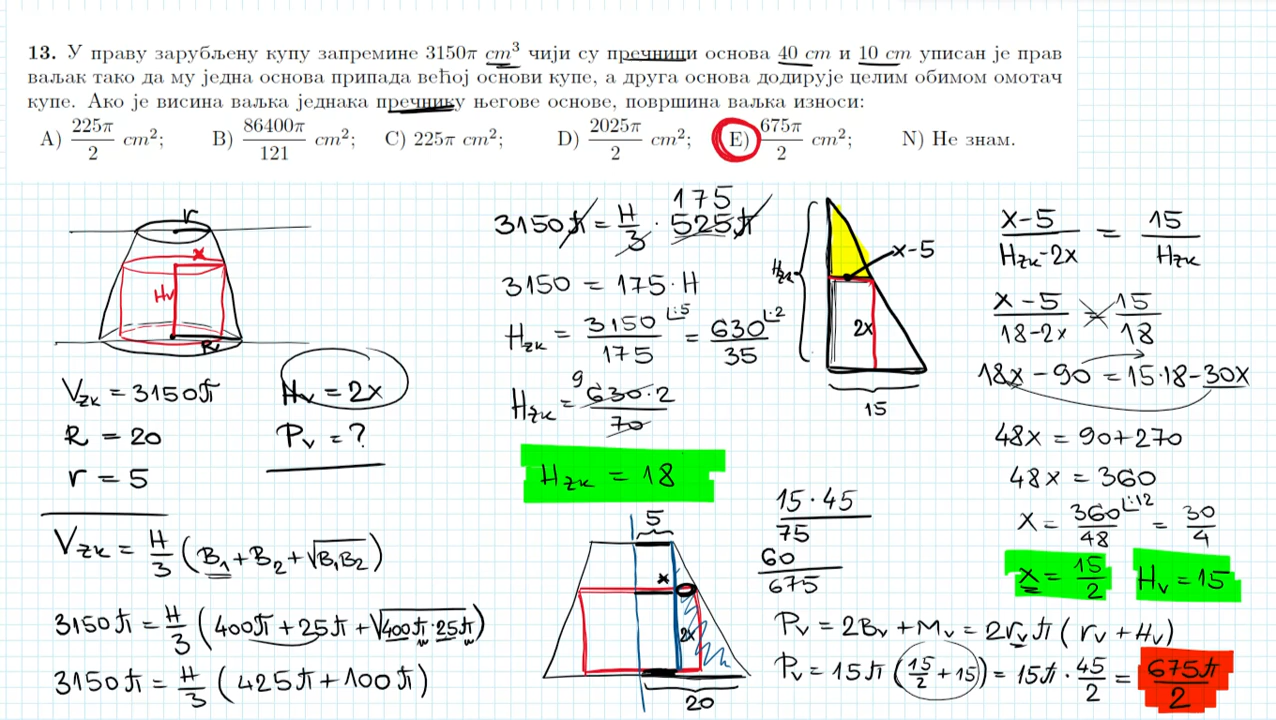 13. У праву зарубљену купу запремине 3150π cm³ чији су пречници основа 40 cm и 10 cm уписан је прав
ваљак тако да му једна основа припада већој основи купе, а друга основа додирује целим обимом омотач
купе. Ако је висина ваљка једнака пречнику његове основе, површина ваљка износи:
A) 225π/2 cm²; B) 86400π/121 cm²; C) 225π cm²; D) 2025π/2 cm²; E) 675π/2 cm²; N) Не знам.
r
x
Hv
R
Vzk = 3150π
R = 20
r = 5
Hv = 2x
Pv = ?
Vzk = H/3 (B₁ + B₂ + √B₁B₂)
3150π = H/3 (400π + 25π + √400π·25π)
3150π = H/3 (425π + 100π)
175
3150π = H/3 · 525π
3150 = 175 · H
Hzk = 3150/175 = 630/35
L:5
L:2
9
Hzk = 630·2/70
Hzk = 18
5
x
2x
20
Hzk
x-5
2x
15
15·45/75
60
675
x-5/Hzk-2x = 15/Hzk
x-5/18-2x = 15/18
18x - 90 = 15·18 - 30x
48x = 90 + 270
48x = 360
x = 360/48 L:12 = 30/4
x = 15/2
Hv = 15
Pv = 2Bv + Mv = 2rvπ (rv + Hv)
Pv = 15π (15/2 + 15) = 15π · 45/2 = 675π/2